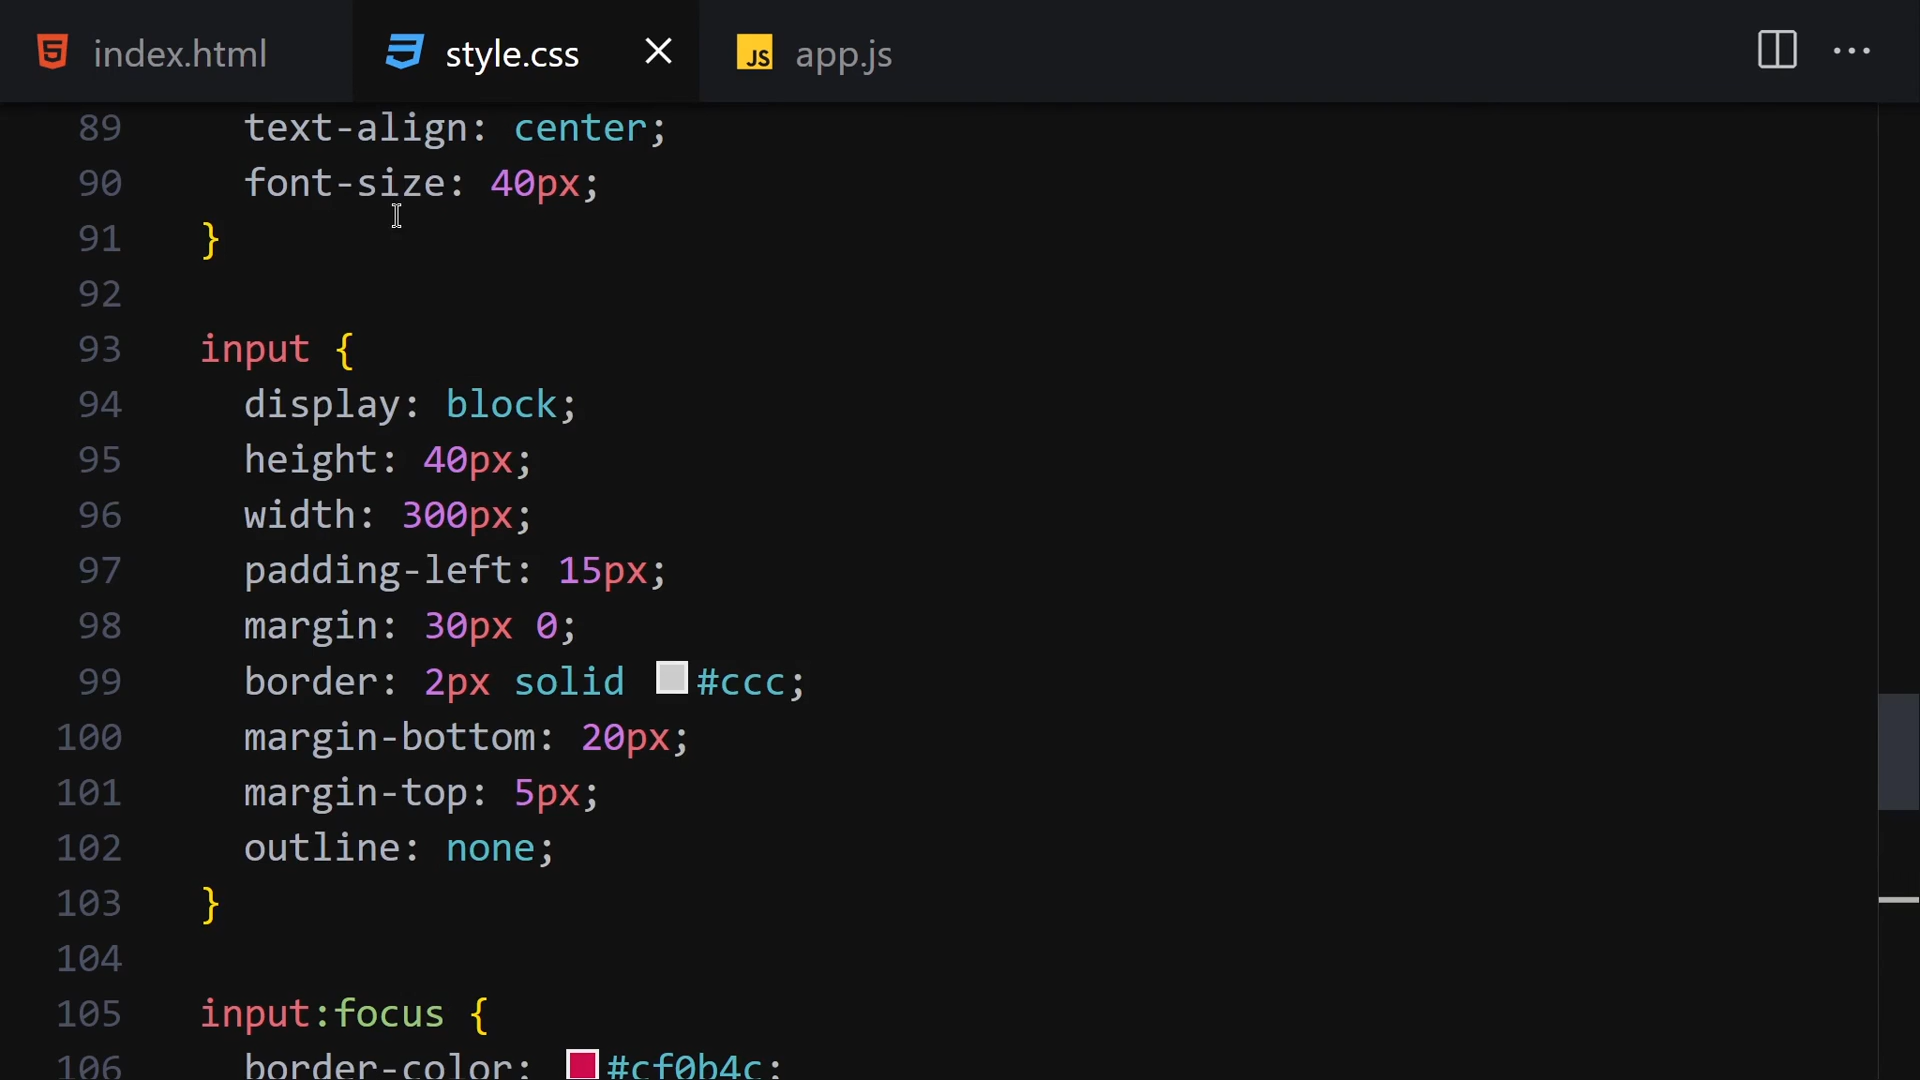 index.html style.css app.js
89 text-align: center;
90 font-size: 40px;
91 }
92
93 input {
94 display: block;
95 height: 40px;
96 width: 300px;
97 padding-left: 15px;
98 margin: 30px 0;
99 border: 2px solid #ccc;
100 margin-bottom: 20px;
101 margin-top: 5px;
102 outline: none;
103 }
104
105 input:focus {
106 border-color: #cf0b4c;